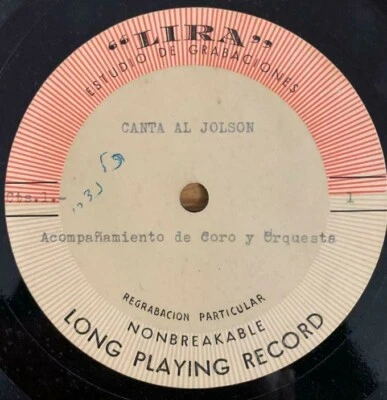 "LIRA"
ESTUDIO DE GRABACIONES
CANTA AL JOLSON
1
Acompañamiento de Coro y Orquesta
REGRABACION PARTICULAR
NONBREAKABLE
LONG PLAYING RECORD